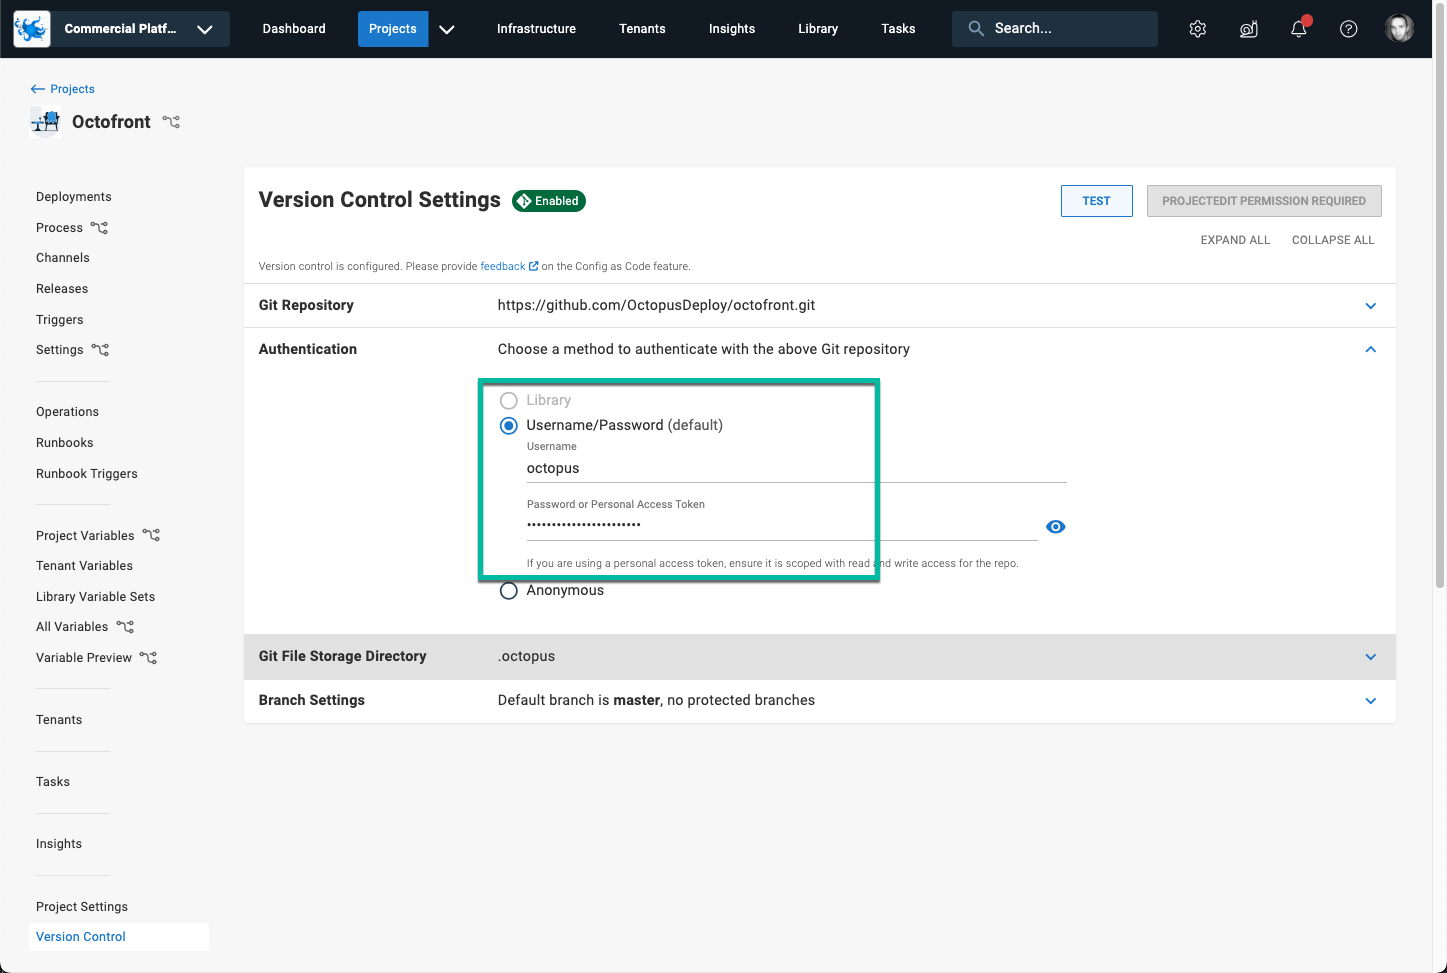 Commercial Platf...
Dashboard
Projects
Infrastructure
Tenants
Insights
Library
Tasks
Search...
Projects
Octofront
Deployments
Process
Channels
Releases
Triggers
Settings
Operations
Runbooks
Runbook Triggers
Project Variables
Tenant Variables
Library Variable Sets
All Variables
Variable Preview
Tenants
Tasks
Insights
Project Settings
Version Control
Version Control Settings
Enabled
TEST
PROJECTEDIT PERMISSION REQUIRED
EXPAND ALL
COLLAPSE ALL
Version control is configured. Please provide feedback on the Config as Code feature.
Git Repository
https://github.com/OctopusDeploy/octofront.git
Authentication
Choose a method to authenticate with the above Git repository
Library
Username/Password (default)
Username
octopus
Password or Personal Access Token
•••••••••••••••••••••••
If you are using a personal access token, ensure it is scoped with read and write access for the repo.
Anonymous
Git File Storage Directory
.octopus
Branch Settings
Default branch is master, no protected branches